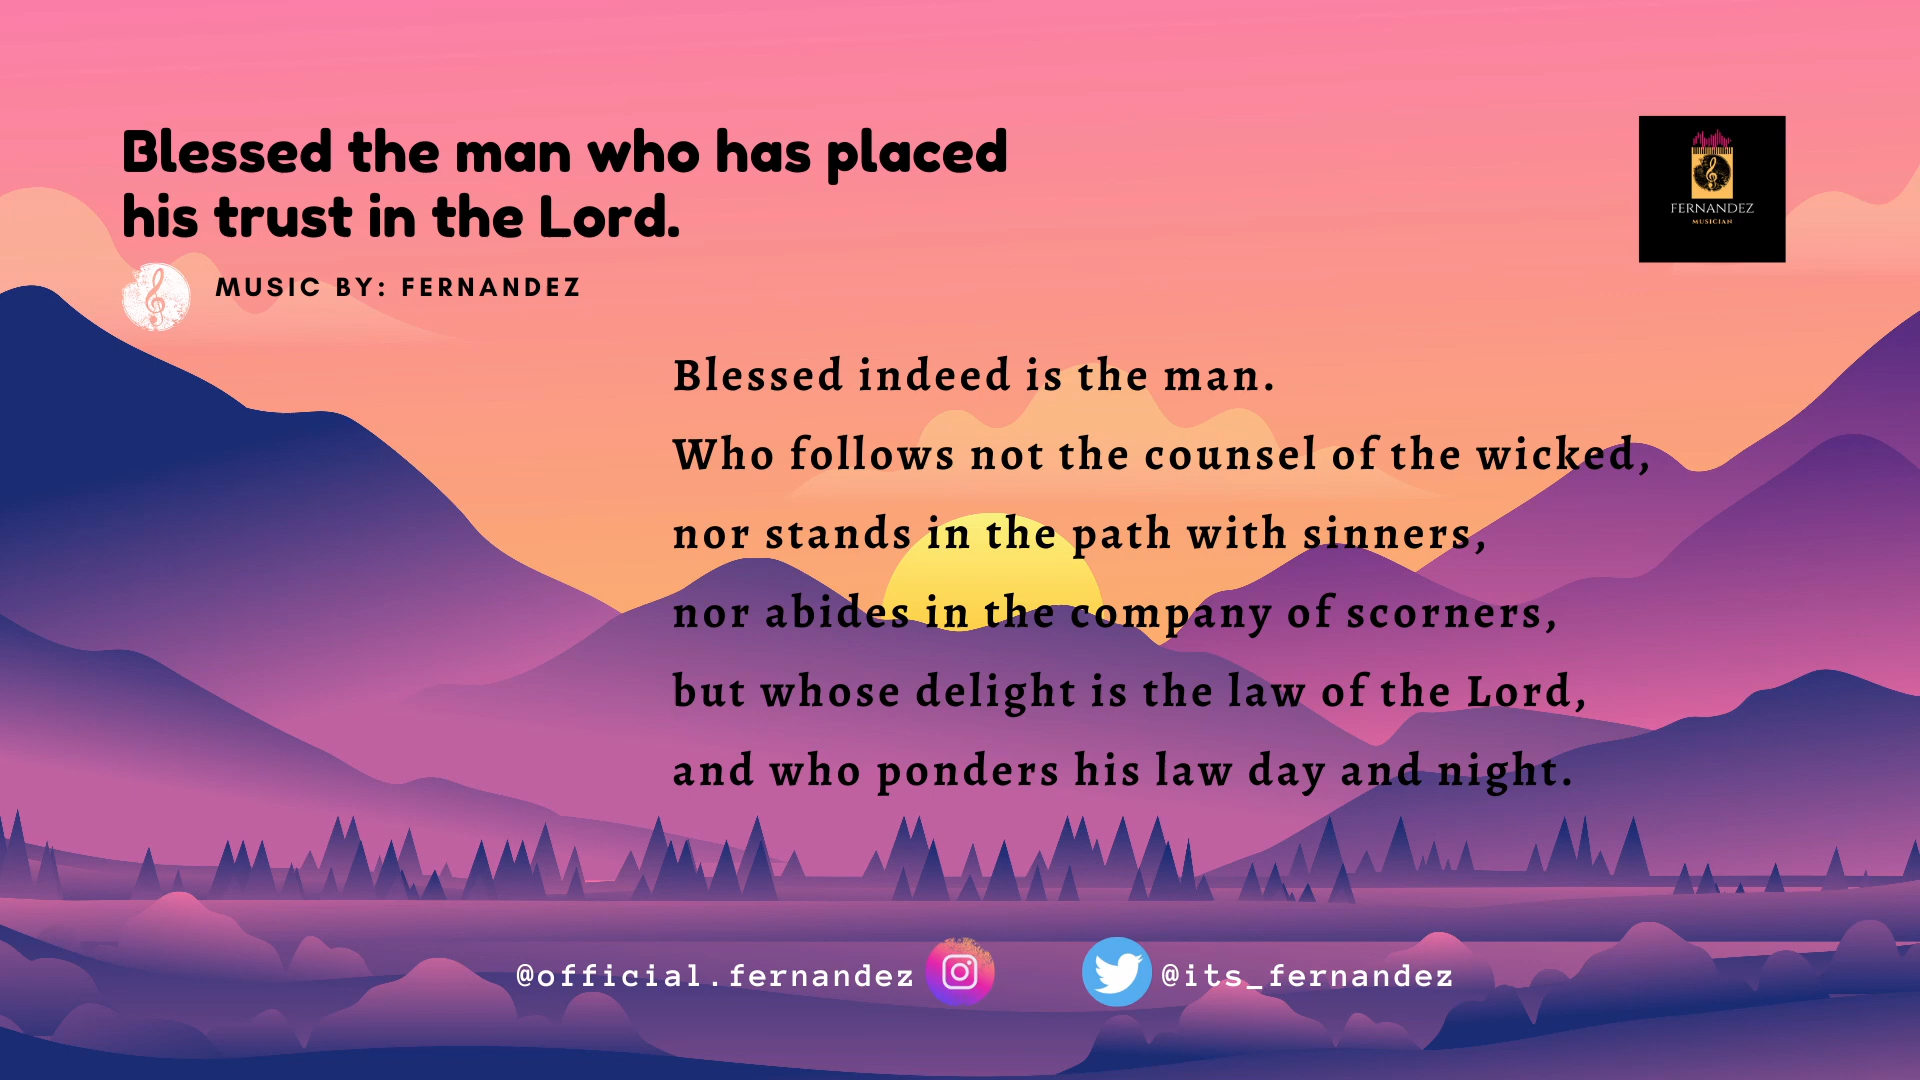 Blessed the man who has placed
his trust in the Lord.
MUSIC BY: FERNANDEZ
FERNANDEZ
MUSICIAN
Blessed indeed is the man.
Who follows not the counsel of the wicked,
nor stands in the path with sinners,
nor abides in the company of scorners,
but whose delight is the law of the Lord,
and who ponders his law day and night.
@official.fernandez
@its_fernandez